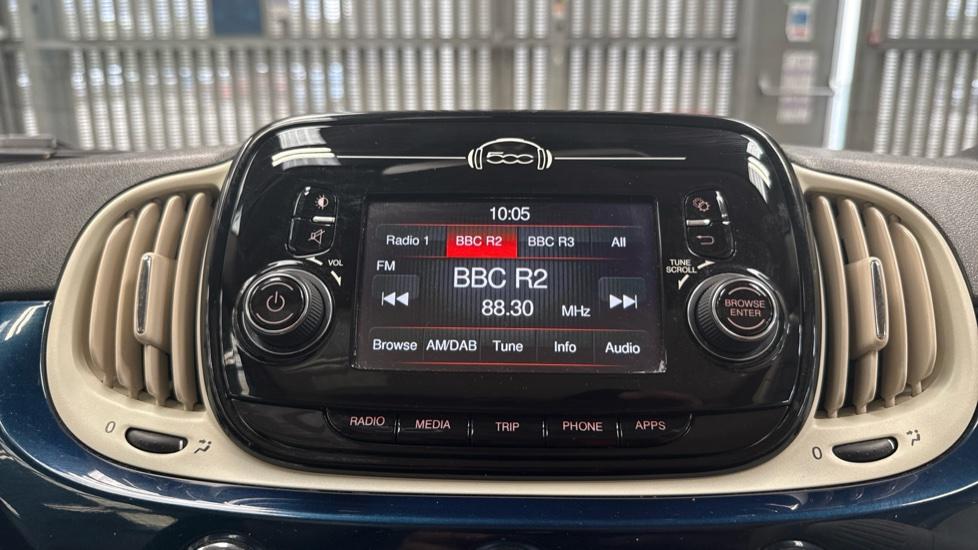 500
10:05
Radio 1 BBC R2 BBC R3 All
VOL
TUNE
SCROLL
FM
BBC R2
88.30 MHz
BROWSE
ENTER
Browse AM/DAB Tune Info Audio
RADIO MEDIA TRIP PHONE APPS
0
0